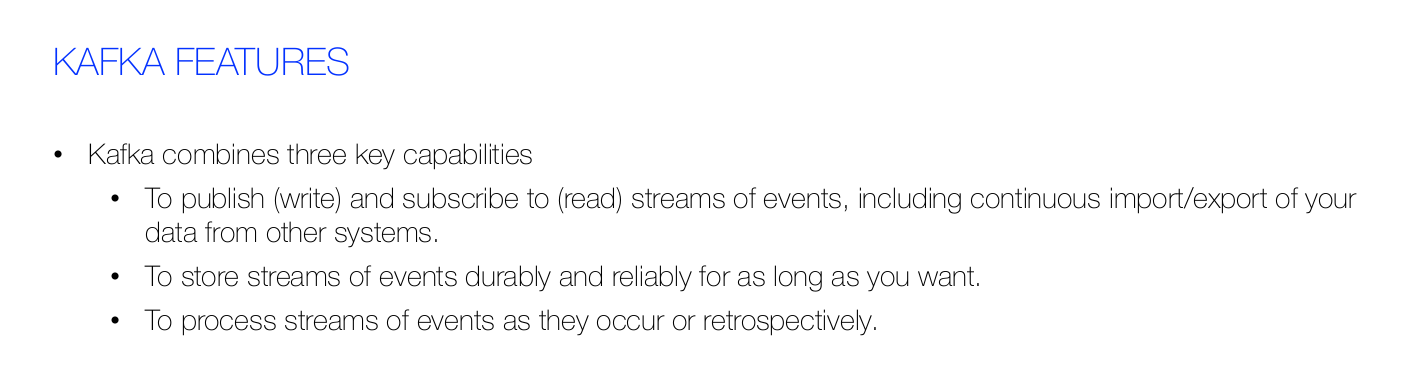 KAFKA FEATURES
• Kafka combines three key capabilities
• To publish (write) and subscribe to (read) streams of events, including continuous import/export of your
data from other systems.
• To store streams of events durably and reliably for as long as you want.
• To process streams of events as they occur or retrospectively.